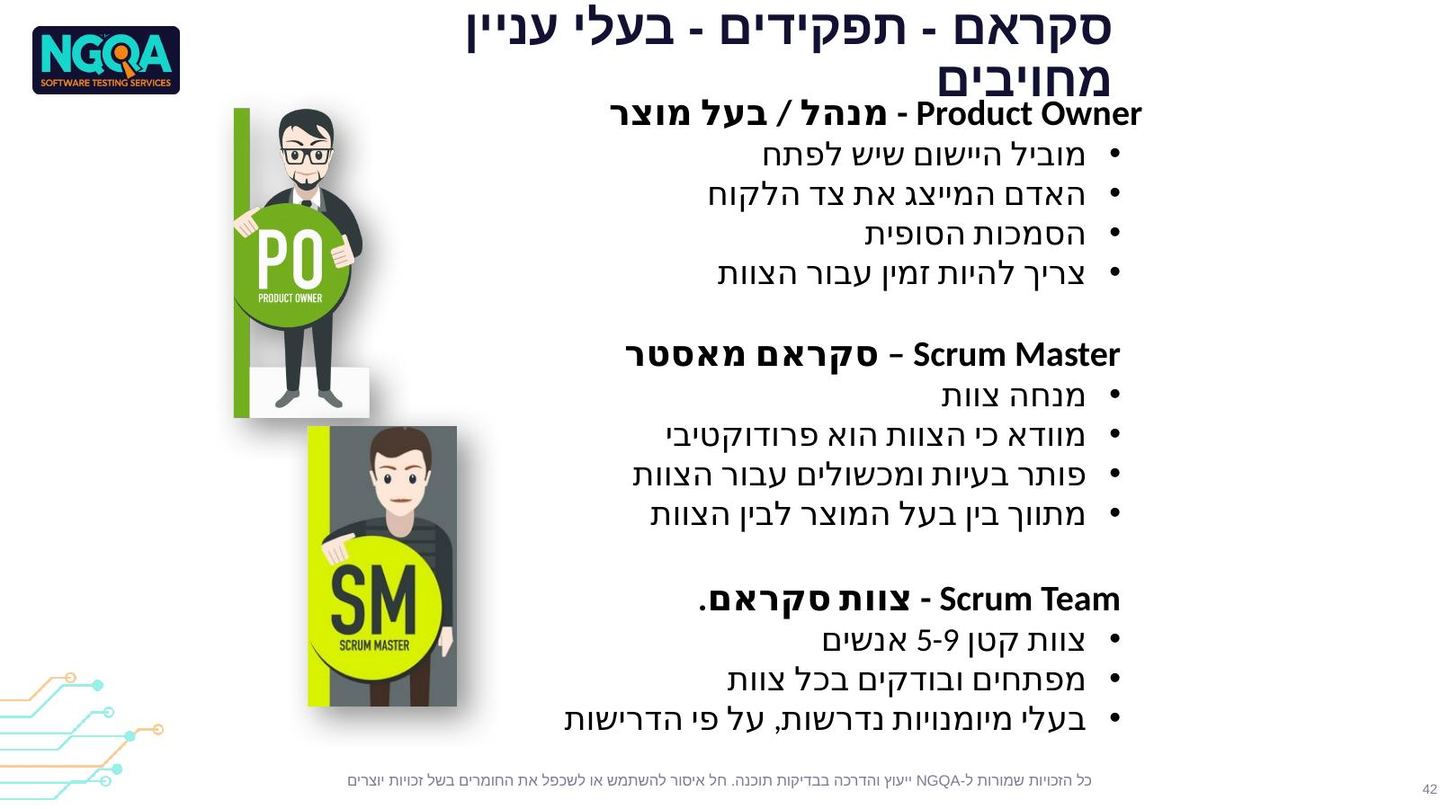 NGQA
SOFTWARE TESTING SERVICES
סקראם - תפקידים - בעלי עניין
מחויבים
Product Owner - מנהל / בעל מוצר
• מוביל היישום שיש לפתח
• האדם המייצג את צד הלקוח
• הסמכות הסופית
• צריך להיות זמין עבור הצוות
PO
PRODUCT OWNER
Scrum Master – סקראם מאסטר
• מנחה צוות
• מוודא כי הצוות הוא פרודוקטיבי
• פותר בעיות ומכשולים עבור הצוות
• מתווך בין בעל המוצר לבין הצוות
SM
SCRUM MASTER
Scrum Team - צוות סקראם.
• צוות קטן 5-9 אנשים
• מפתחים ובודקים בכל צוות
• בעלי מיומנויות נדרשות, על פי הדרישות
כל הזכויות שמורות ל-NGQA ייעוץ והדרכה בבדיקות תוכנה. חל איסור להשתמש או לשכפל את החומרים בשל זכויות יוצרים
42